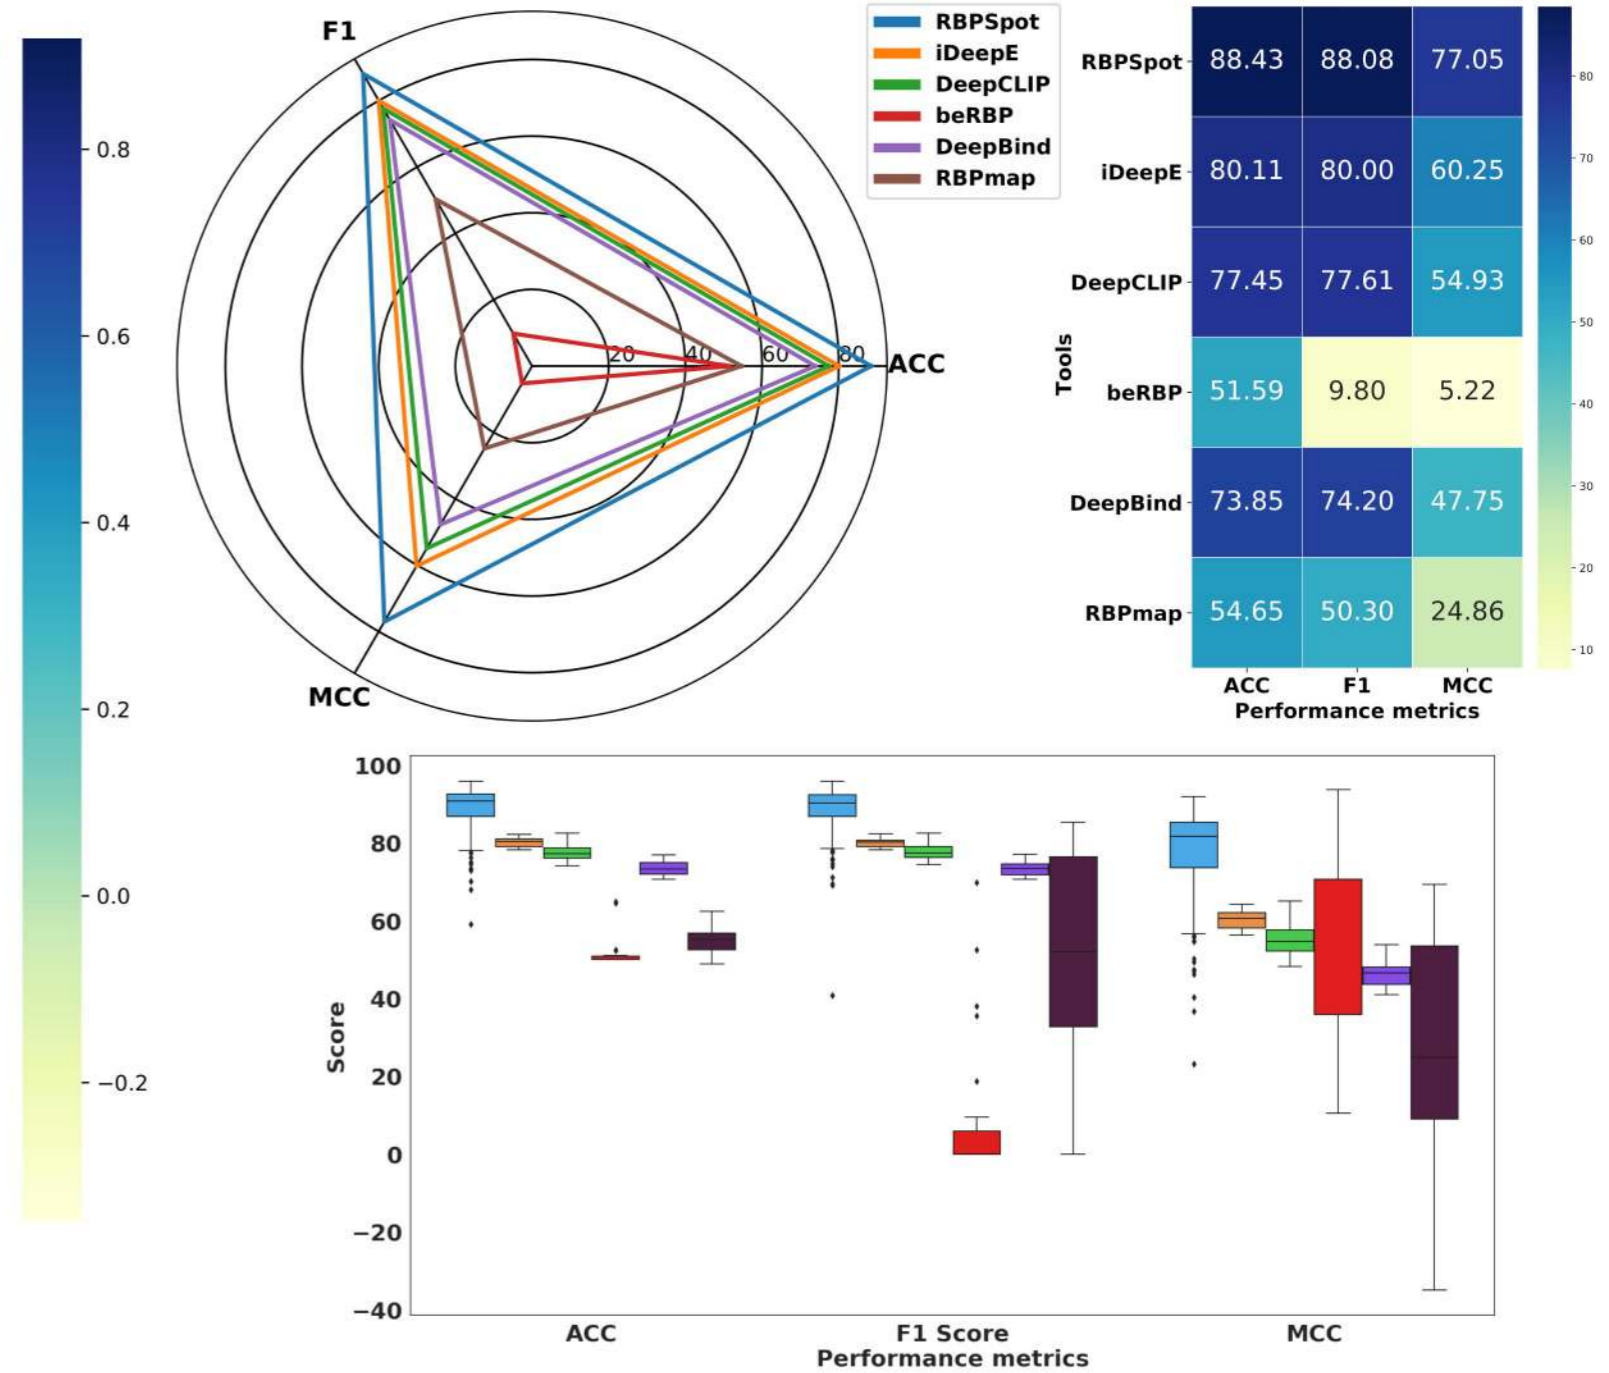 0.8
0.6
0.4
0.2
0.0
−0.2
F1
ACC
MCC
20
40
60
80
RBPSpot
iDeepE
DeepCLIP
beRBP
DeepBind
RBPmap
Tools
RBPSpot 88.43 88.08 77.05
iDeepE 80.11 80.00 60.25
DeepCLIP 77.45 77.61 54.93
beRBP 51.59 9.80 5.22
DeepBind 73.85 74.20 47.75
RBPmap 54.65 50.30 24.86
ACC F1 MCC
Performance metrics
80
70
60
50
40
30
20
10
Score
100
80
60
40
20
0
−20
−40
ACC F1 Score MCC
Performance metrics